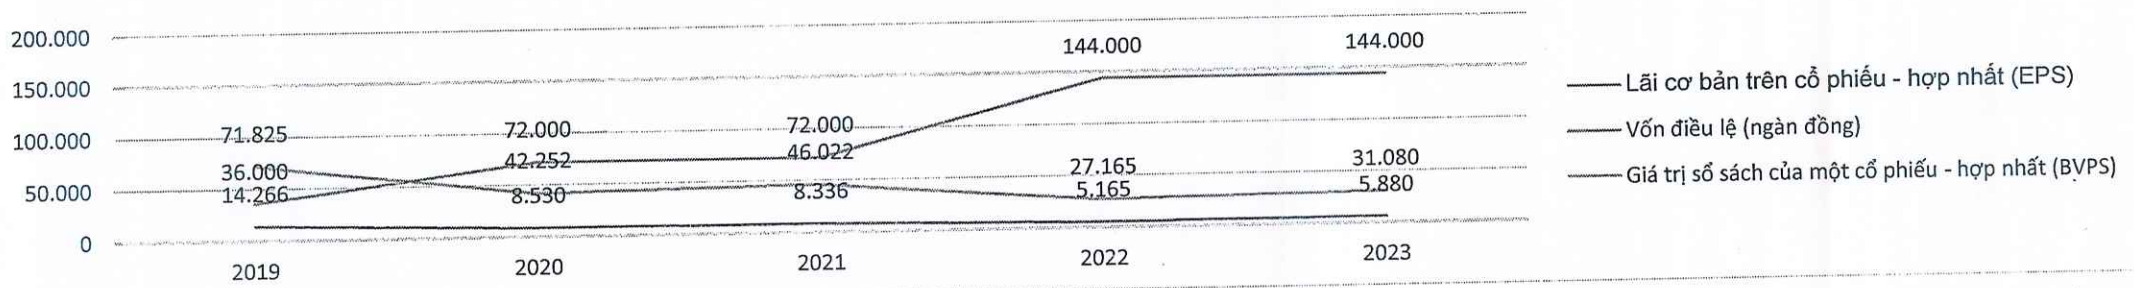 200.000
150.000
100.000
50.000
0
144.000 144.000
71.825 72.000 72.000
36.000 42.252 46.022 27.165 31.080
14.266 8.530 8.336 5.165 5.880
2019 2020 2021 2022 2023
Lãi cơ bản trên cổ phiếu - hợp nhất (EPS)
Vốn điều lệ (ngàn đồng)
Giá trị sổ sách của một cổ phiếu - hợp nhất (BVPS)